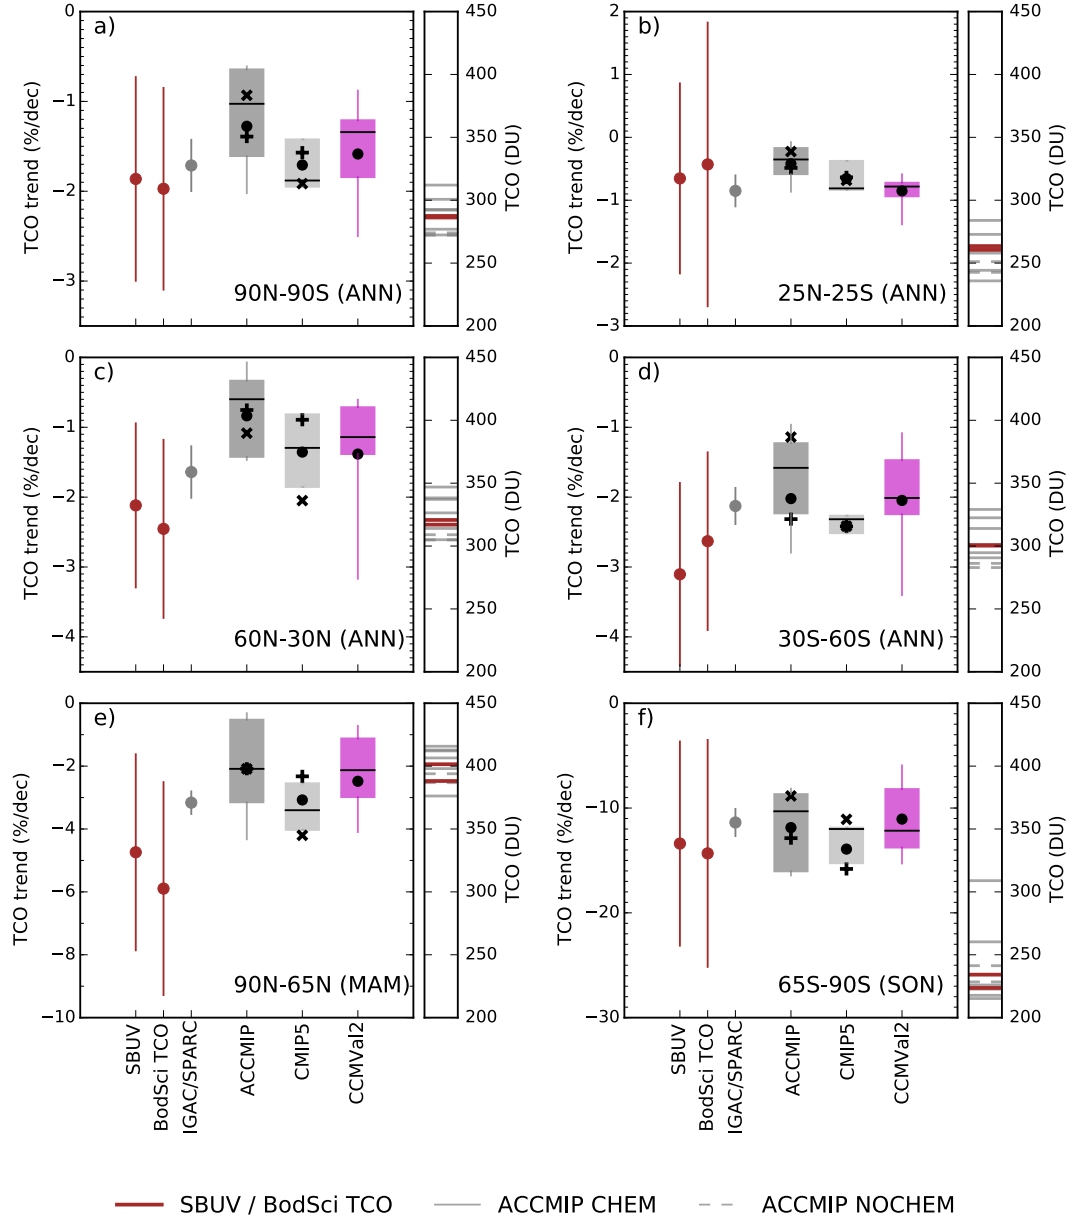 a)
0
−1
−2
−3
TCO trend (%/dec)
90N-90S (ANN)
450
400
350
300
250
200
TCO (DU)
b)
2
1
0
−1
−2
−3
TCO trend (%/dec)
25N-25S (ANN)
450
400
350
300
250
200
TCO (DU)
c)
0
−1
−2
−3
−4
TCO trend (%/dec)
60N-30N (ANN)
450
400
350
300
250
200
TCO (DU)
d)
0
−1
−2
−3
−4
TCO trend (%/dec)
30S-60S (ANN)
450
400
350
300
250
200
TCO (DU)
e)
0
−2
−4
−6
−8
−10
TCO trend (%/dec)
90N-65N (MAM)
450
400
350
300
250
200
TCO (DU)
SBUV
BodSci TCO
IGAC/SPARC
ACCMIP
CMIP5
CCMVal2
f)
0
−10
−20
−30
TCO trend (%/dec)
65S-90S (SON)
450
400
350
300
250
200
TCO (DU)
SBUV
BodSci TCO
IGAC/SPARC
ACCMIP
CMIP5
CCMVal2
SBUV / BodSci TCO
ACCMIP CHEM
ACCMIP NOCHEM